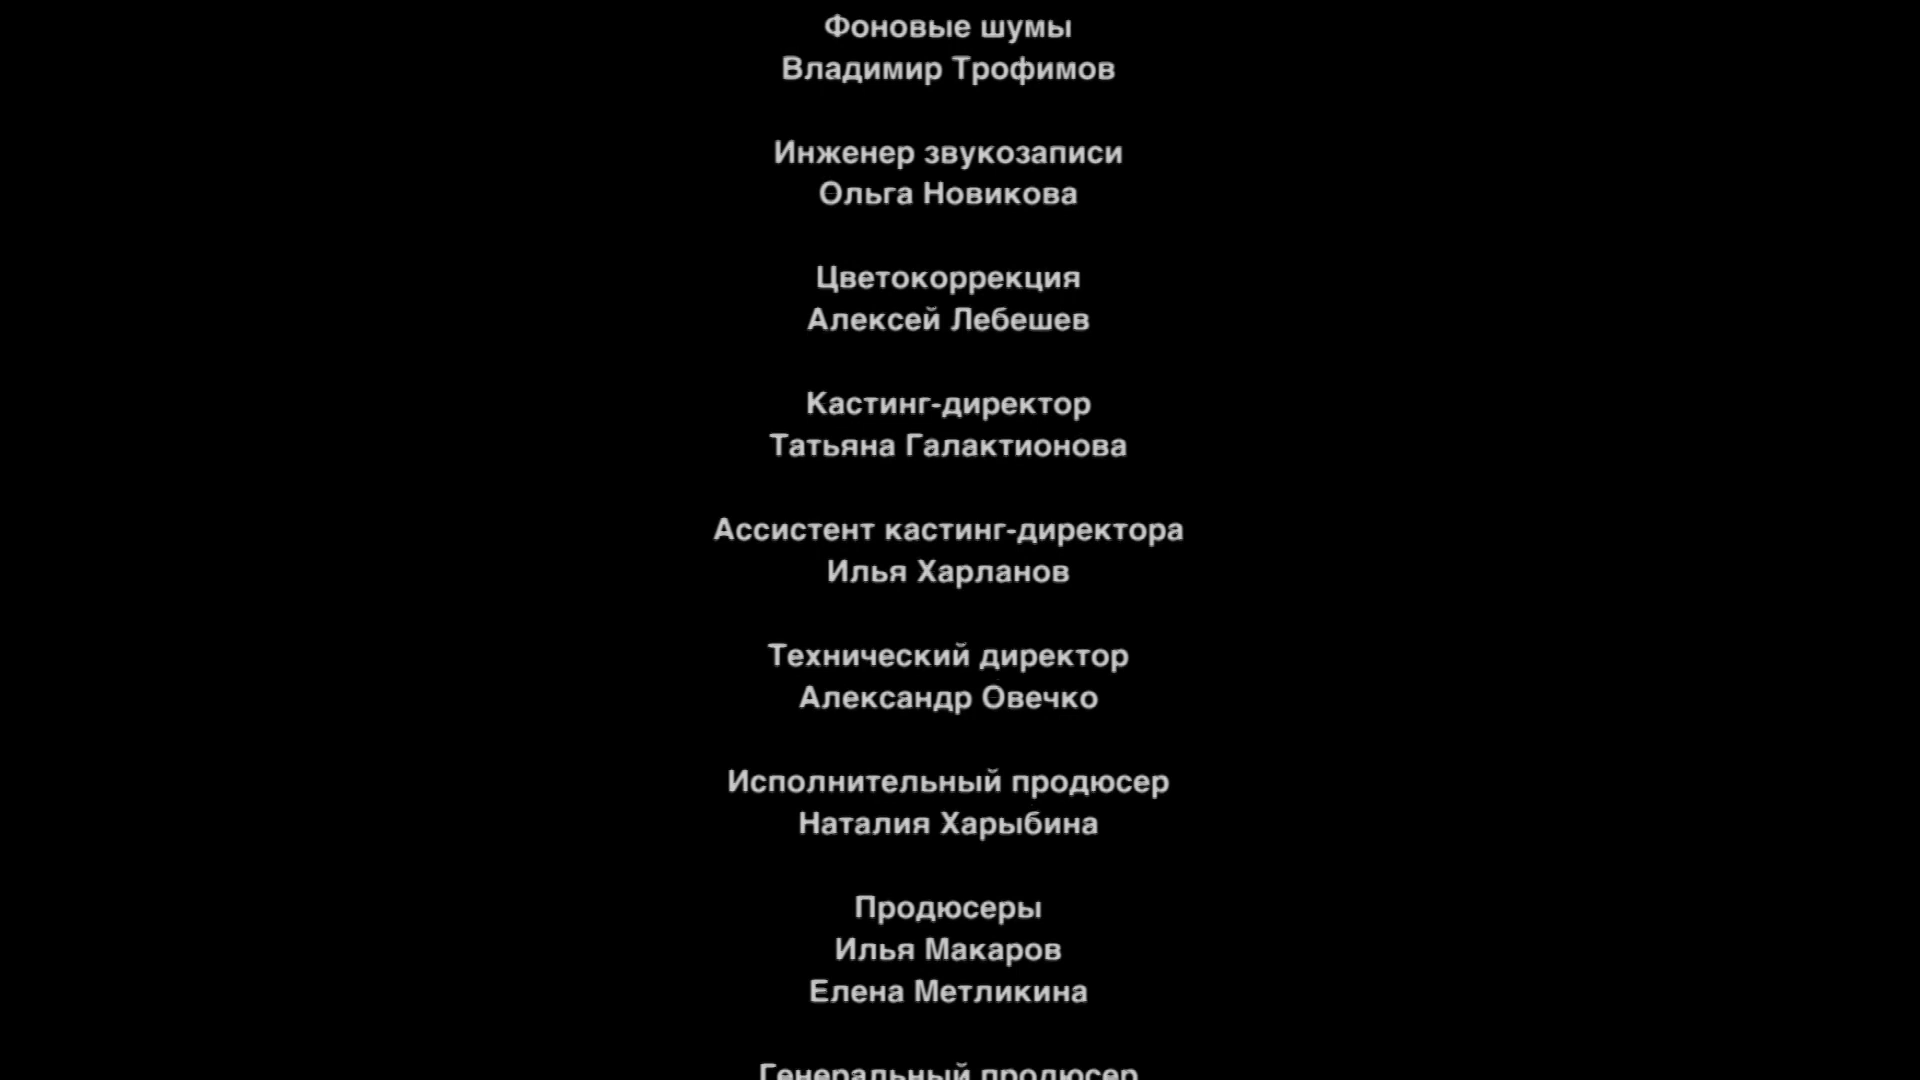 Фоновые шумы
Владимир Трофимов
Инженер звукозаписи
Ольга Новикова
Цветокоррекция
Алексей Лебешев
Кастинг-директор
Татьяна Галактионова
Ассистент кастинг-директора
Илья Харланов
Технический директор
Александр Овечко
Исполнительный продюсер
Наталия Харыбина
Продюсеры
Илья Макаров
Елена Метликина
Генеральный продюсер